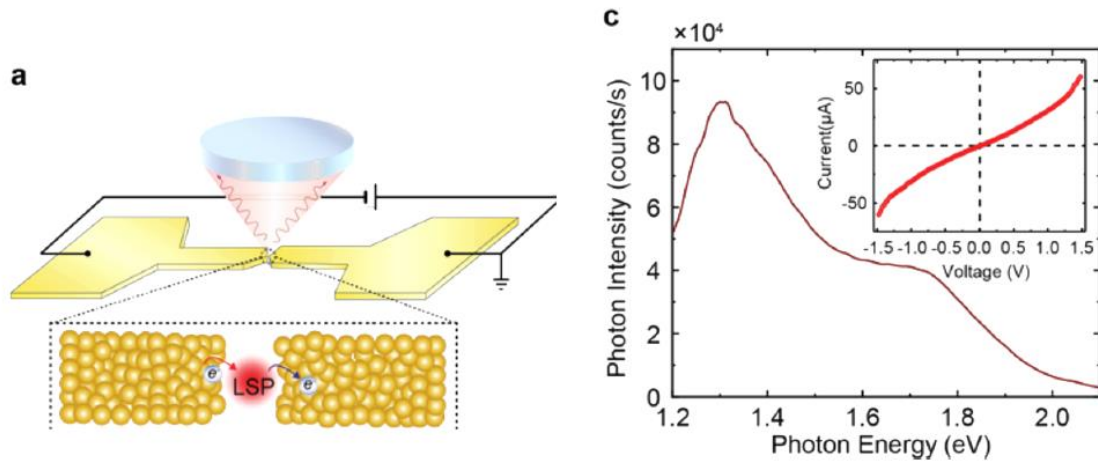 a
e⁻
LSP
e⁻
c
×10⁴
Photon Intensity (counts/s)
10
8
6
4
2
0
1.2 1.4 1.6 1.8 2.0
Photon Energy (eV)
Current(μA)
50
0
-50
-1.5 -1.0 -0.5 0.0 0.5 1.0 1.5
Voltage (V)